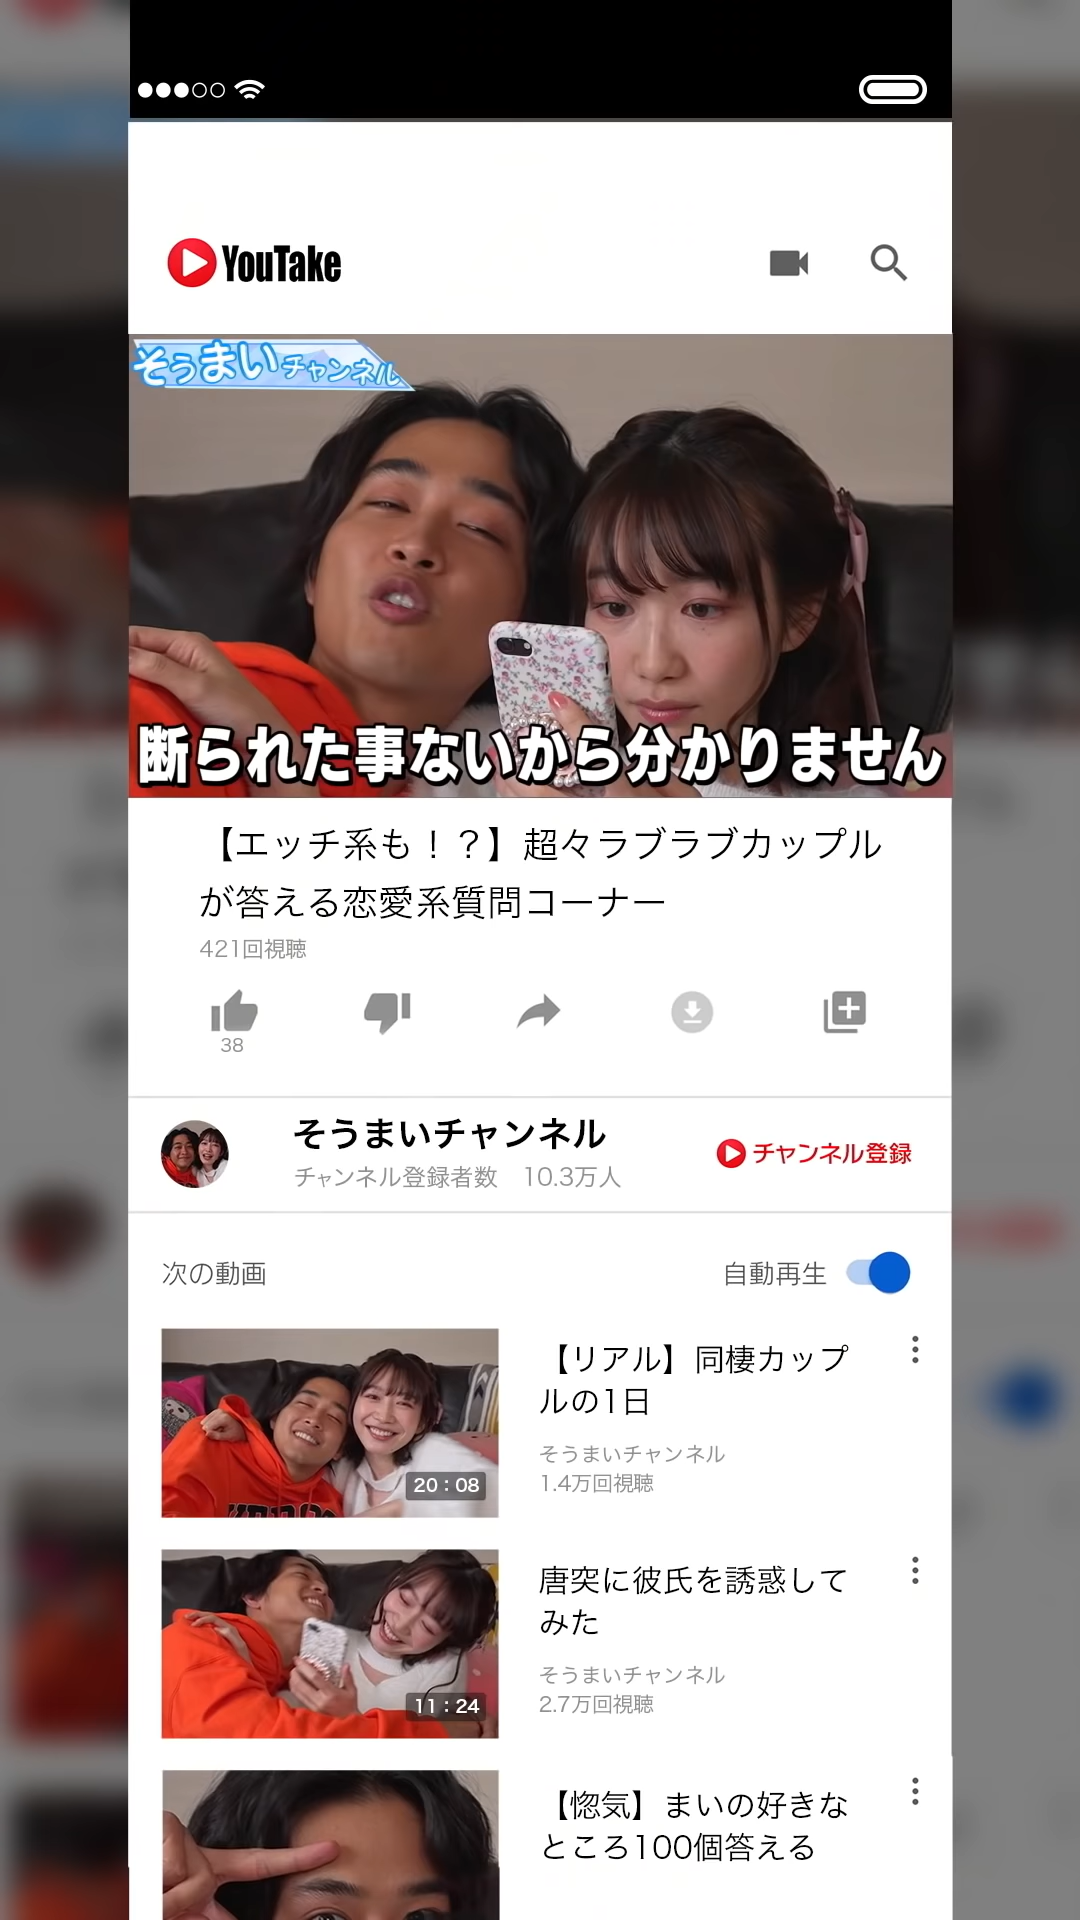 YouTake
そうまいチャンネル
断られた事ないから分かりません
【エッチ系も！？】超々ラブラブカップル
が答える恋愛系質問コーナー
421回視聴
38
そうまいチャンネル
チャンネル登録者数　10.3万人
チャンネル登録
次の動画
自動再生
20：08
【リアル】同棲カップ
ルの1日
そうまいチャンネル
1.4万回視聴
11：24
唐突に彼氏を誘惑して
みた
そうまいチャンネル
2.7万回視聴
【惚気】まいの好きな
ところ100個答える